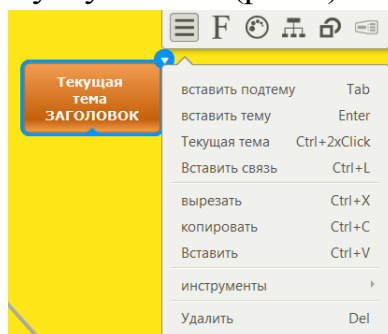 F
Текущая
тема
ЗАГОЛОВОК
вставить подтему Tab
вставить тему Enter
Текущая тема Ctrl+2xClick
Вставить связь Ctrl+L
вырезать Ctrl+X
копировать Ctrl+C
Вставить Ctrl+V
инструменты
Удалить Del